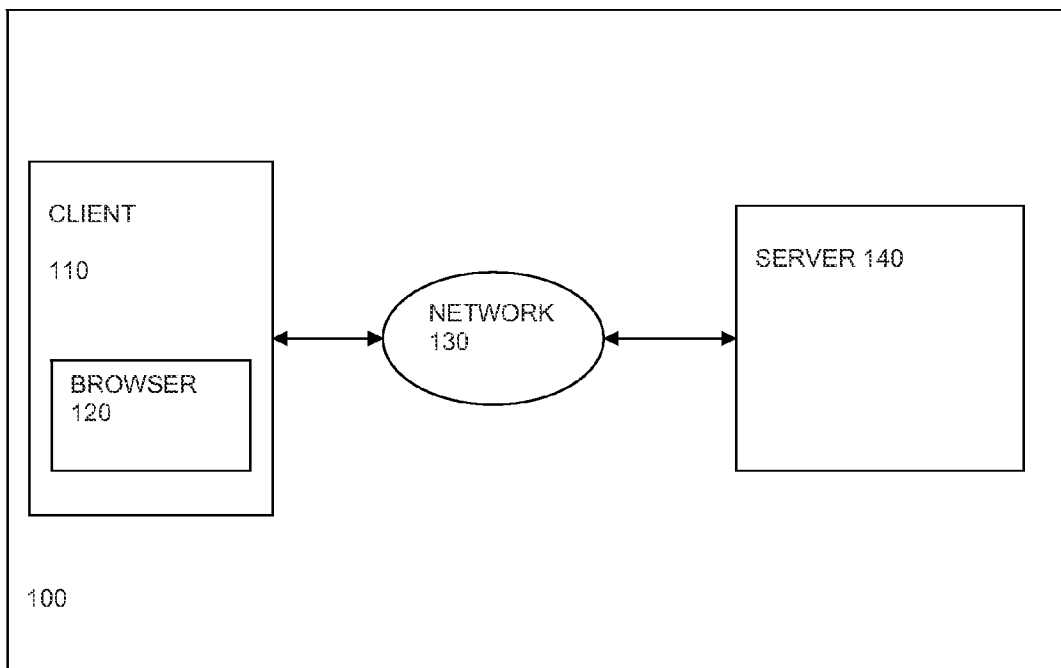 CLIENT
110
BROWSER
120
NETWORK
130
SERVER 140
100